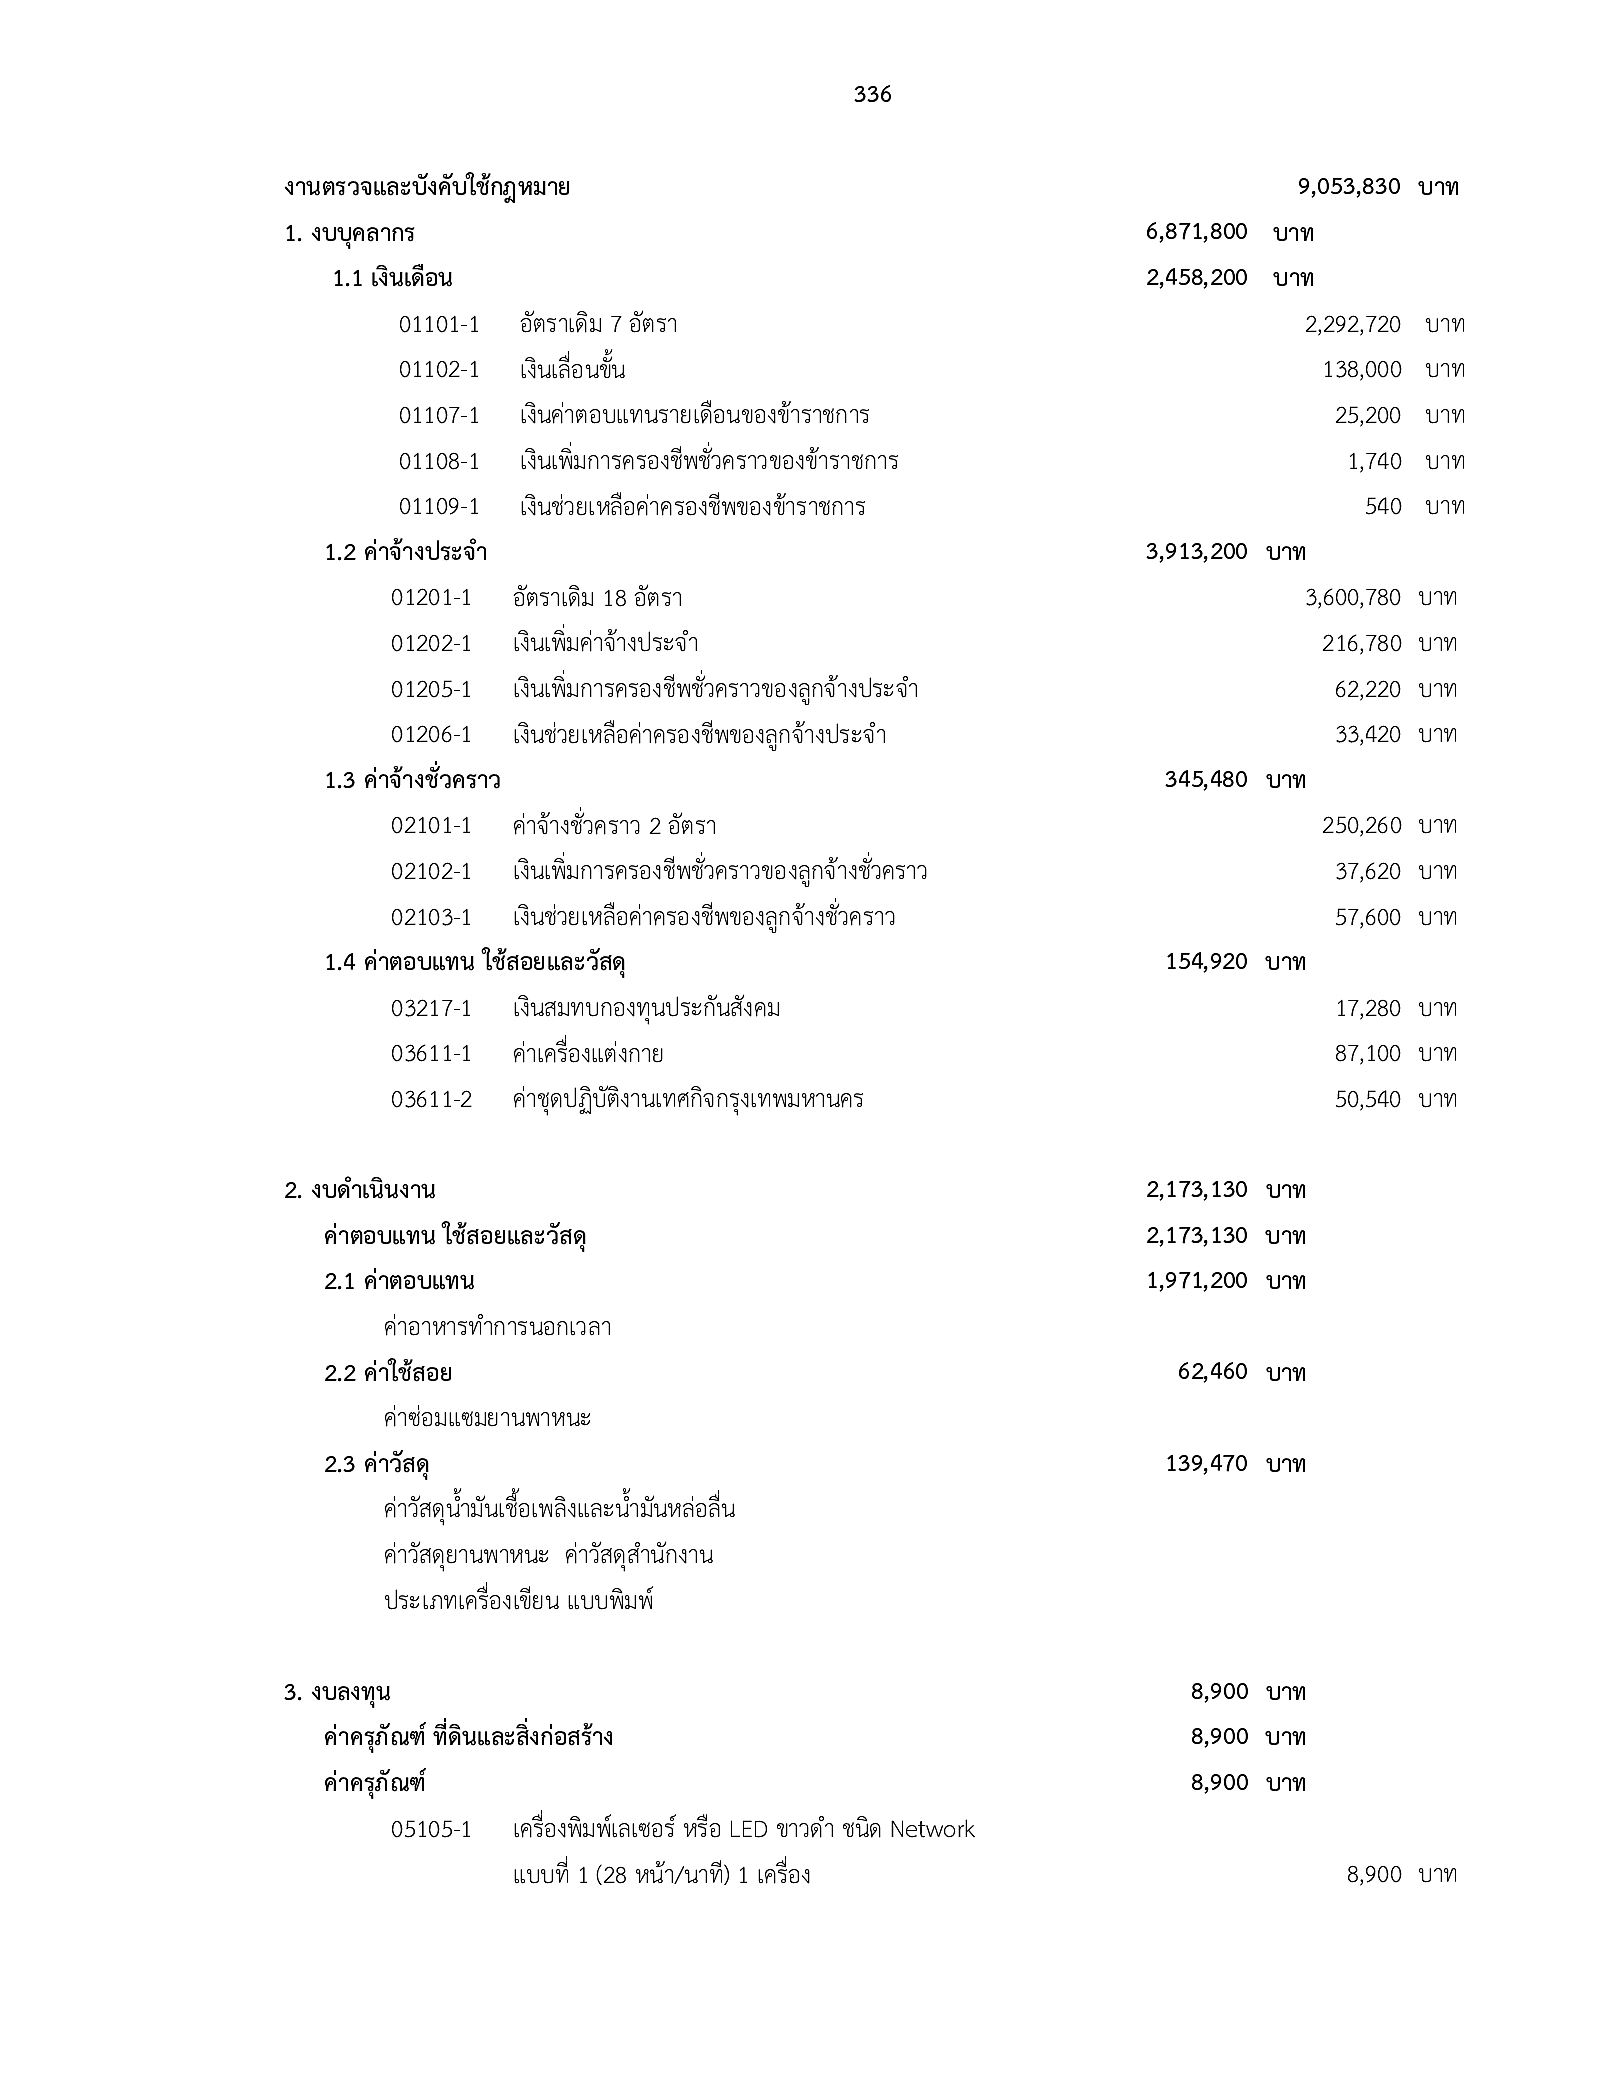 336
งานตรวจและบังคับใช้กฎหมาย 9,053,830 บาท
1. งบบุคลากร 6,871,800 บาท
1.1 เงินเดือน 2,458,200 บาท
01101-1 อัตราเดิม 7 อัตรา 2,292,720 บาท
01102-1 เงินเลื่อนขั้น 138,000 บาท
01107-1 เงินค่าตอบแทนรายเดือนของข้าราชการ 25,200 บาท
01108-1 เงินเพิ่มการครองชีพชั่วคราวของข้าราชการ 1,740 บาท
01109-1 เงินช่วยเหลือค่าครองชีพของข้าราชการ 540 บาท
1.2 ค่าจ้างประจำ 3,913,200 บาท
01201-1 อัตราเดิม 18 อัตรา 3,600,780 บาท
01202-1 เงินเพิ่มค่าจ้างประจำ 216,780 บาท
01205-1 เงินเพิ่มการครองชีพชั่วคราวของลูกจ้างประจำ 62,220 บาท
01206-1 เงินช่วยเหลือค่าครองชีพของลูกจ้างประจำ 33,420 บาท
1.3 ค่าจ้างชั่วคราว 345,480 บาท
02101-1 ค่าจ้างชั่วคราว 2 อัตรา 250,260 บาท
02102-1 เงินเพิ่มการครองชีพชั่วคราวของลูกจ้างชั่วคราว 37,620 บาท
02103-1 เงินช่วยเหลือค่าครองชีพของลูกจ้างชั่วคราว 57,600 บาท
1.4 ค่าตอบแทน ใช้สอยและวัสดุ 154,920 บาท
03217-1 เงินสมทบกองทุนประกันสังคม 17,280 บาท
03611-1 ค่าเครื่องแต่งกาย 87,100 บาท
03611-2 ค่าชุดปฏิบัติงานเทศกิจกรุงเทพมหานคร 50,540 บาท
2. งบดำเนินงาน 2,173,130 บาท
ค่าตอบแทน ใช้สอยและวัสดุ 2,173,130 บาท
2.1 ค่าตอบแทน 1,971,200 บาท
ค่าอาหารทำการนอกเวลา
2.2 ค่าใช้สอย 62,460 บาท
ค่าซ่อมแซมยานพาหนะ
2.3 ค่าวัสดุ 139,470 บาท
ค่าวัสดุน้ำมันเชื้อเพลิงและน้ำมันหล่อลื่น
ค่าวัสดุยานพาหนะ ค่าวัสดุสำนักงาน
ประเภทเครื่องเขียน แบบพิมพ์
3. งบลงทุน 8,900 บาท
ค่าครุภัณฑ์ ที่ดินและสิ่งก่อสร้าง 8,900 บาท
ค่าครุภัณฑ์ 8,900 บาท
05105-1 เครื่องพิมพ์เลเซอร์ หรือ LED ขาวดำ ชนิด Network
แบบที่ 1 (28 หน้า/นาที) 1 เครื่อง 8,900 บาท